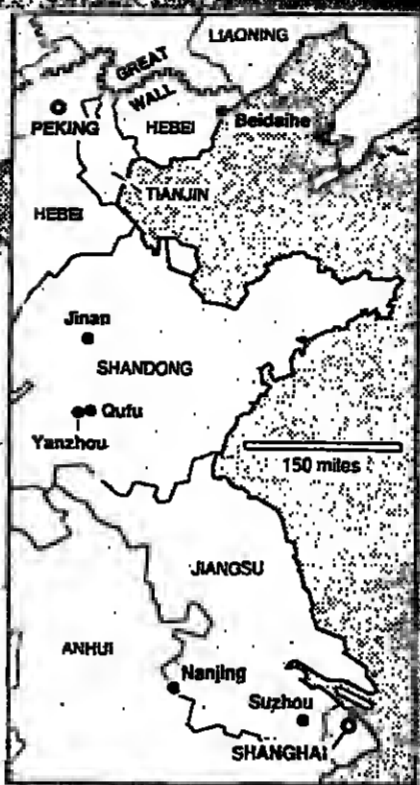 LIAONING
GREAT
WALL
PEKING
HEBEI
Beidaihe
TIANJIN
HEBEI
Jinan
SHANDONG
Qufu
Yanzhou
150 miles
JIANGSU
ANHUI
Nanjing
Suzhou
SHANGHAI